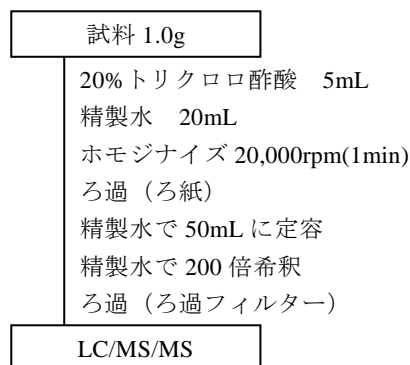 試料 1.0g
20%トリクロロ酢酸　5mL
精製水　20mL
ホモジナイズ 20,000rpm(1min)
ろ過（ろ紙）
精製水で 50mL に定容
精製水で 200 倍希釈
ろ過（ろ過フィルター）
LC/MS/MS